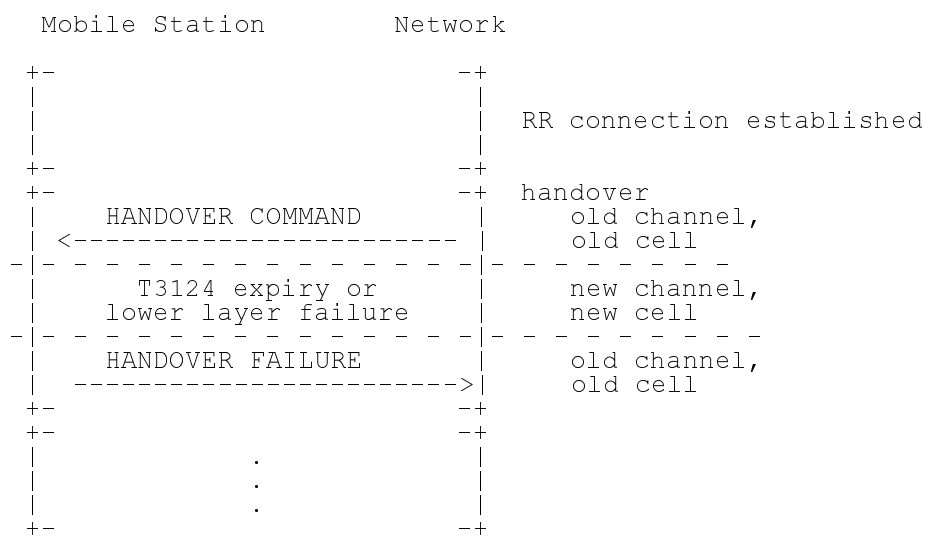 Mobile Station Network
RR connection established
handover
HANDOVER COMMAND old channel,
old cell
T3124 expiry or new channel,
lower layer failure new cell
HANDOVER FAILURE old channel,
old cell
.
.
.